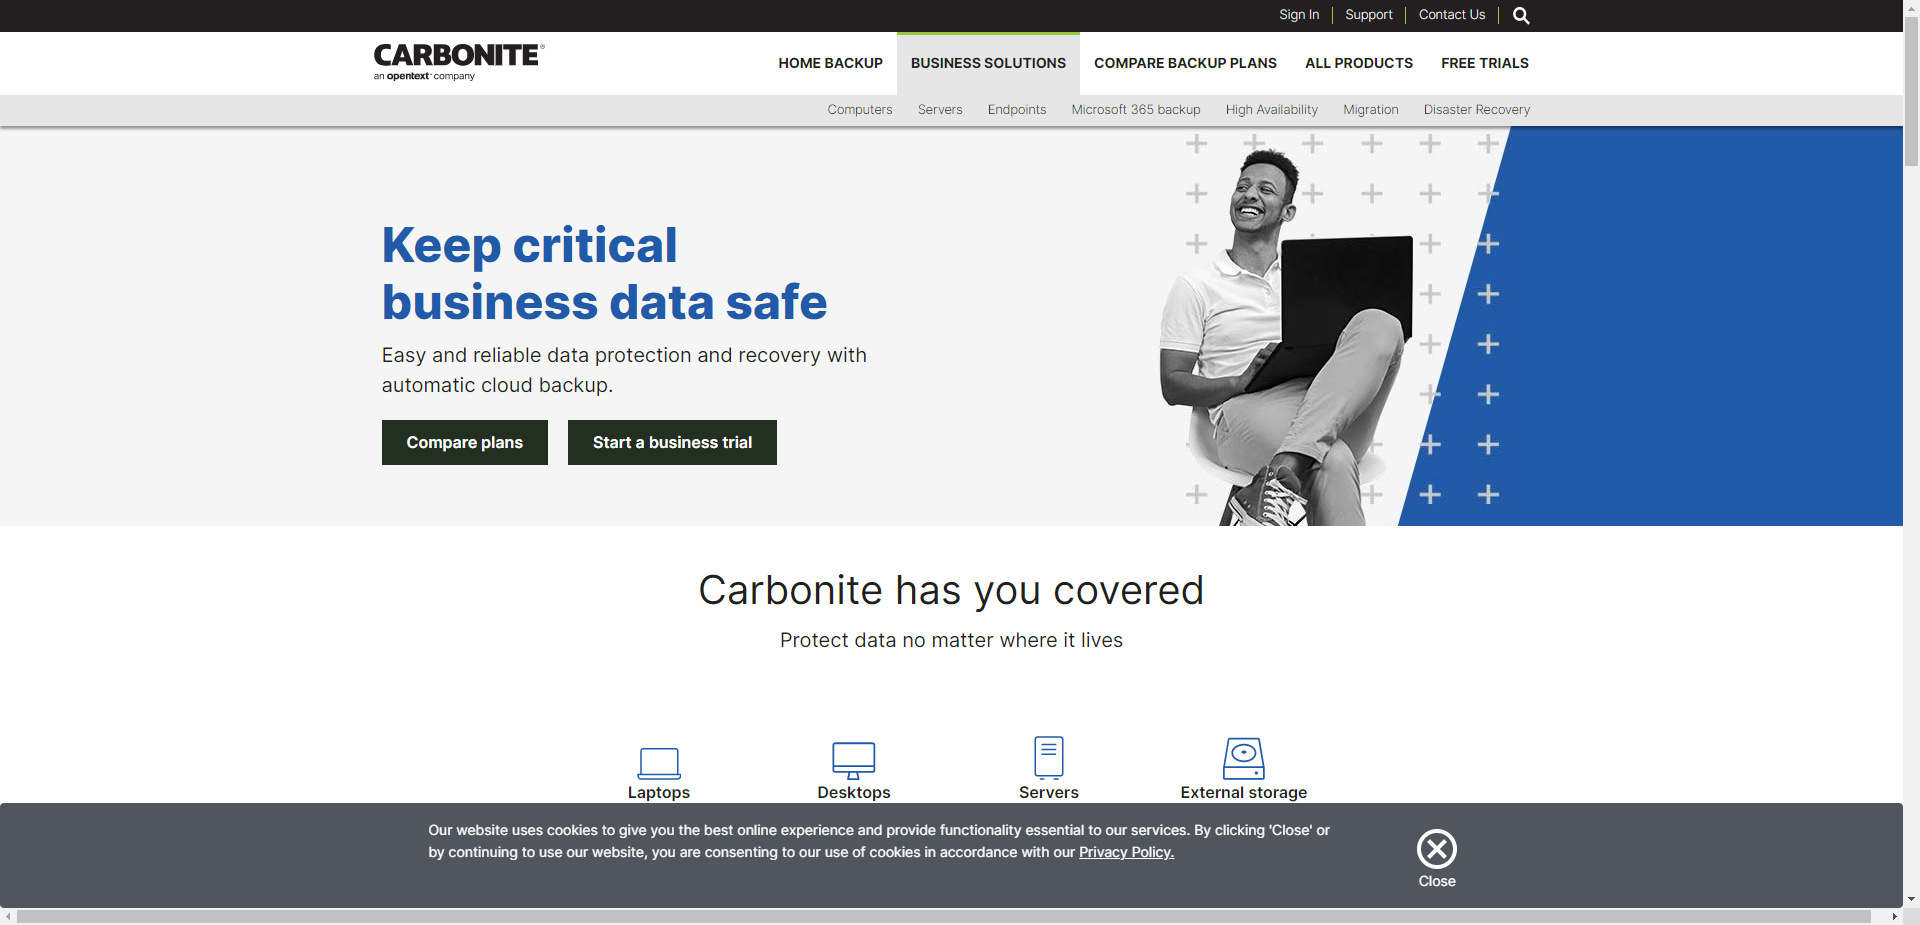 Sign In
Support
Contact Us
CARBONITE®
an opentext™ company
HOME BACKUP
BUSINESS SOLUTIONS
COMPARE BACKUP PLANS
ALL PRODUCTS
FREE TRIALS
Computers
Servers
Endpoints
Microsoft 365 backup
High Availability
Migration
Disaster Recovery
Keep critical
business data safe
Easy and reliable data protection and recovery with
automatic cloud backup.
Compare plans
Start a business trial
Carbonite has you covered
Protect data no matter where it lives
Laptops
Desktops
Servers
External storage
Our website uses cookies to give you the best online experience and provide functionality essential to our services. By clicking 'Close' or
by continuing to use our website, you are consenting to our use of cookies in accordance with our Privacy Policy.
Close